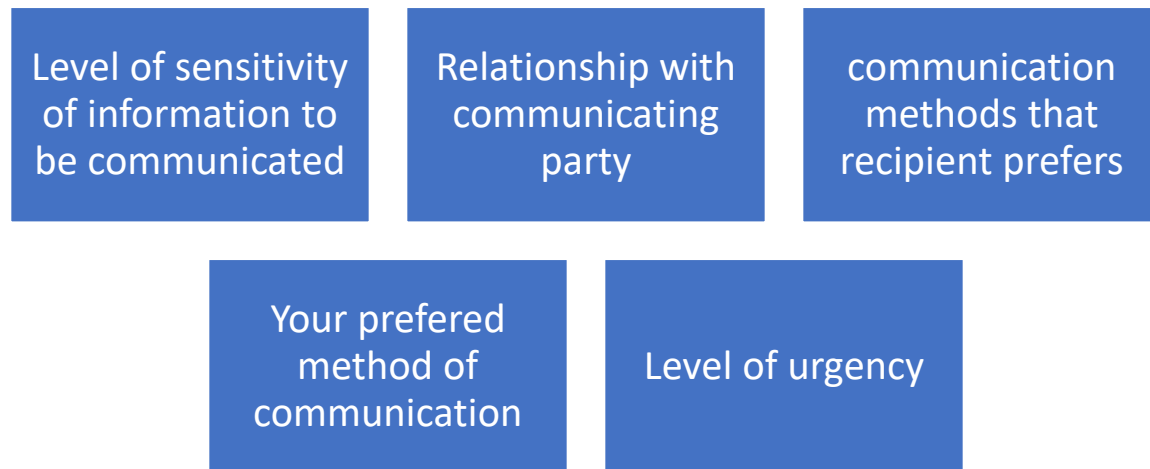 Level of sensitivity
of information to
be communicated
Relationship with
communicating
party
communication
methods that
recipient prefers
Your prefered
method of
communication
Level of urgency